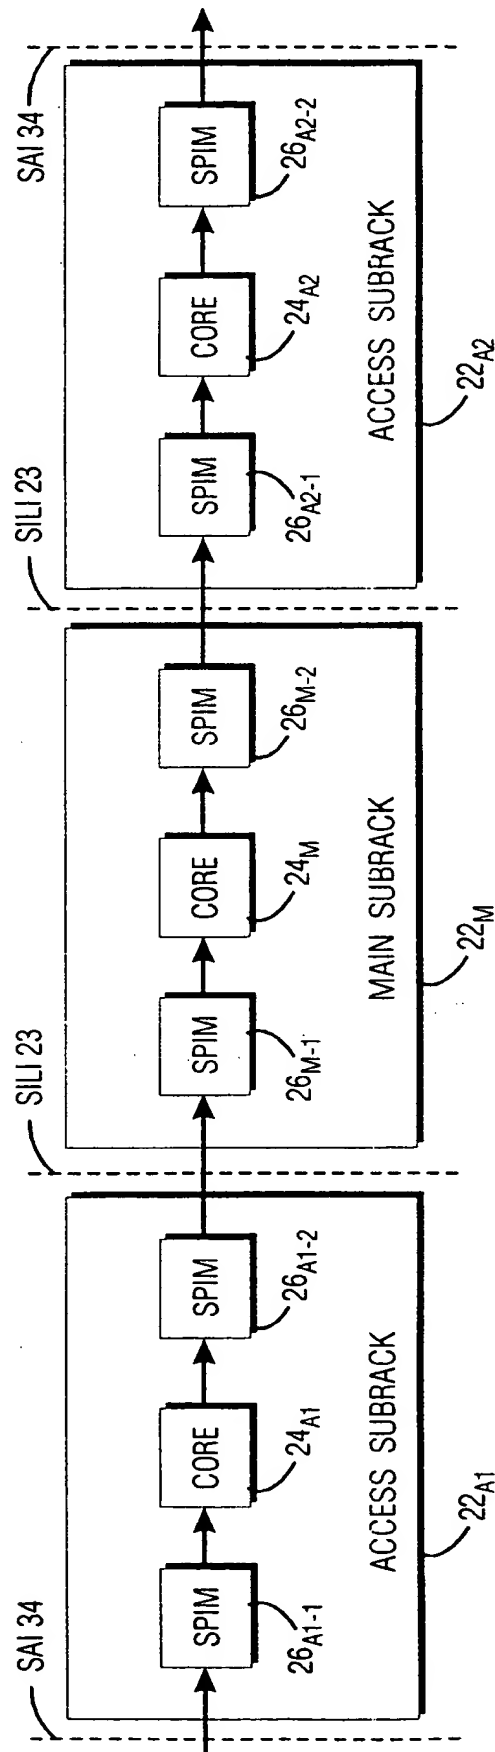 SAI 34
SILI 23
SILI 23
SAI 34
SPIM
CORE
SPIM
SPIM
CORE
SPIM
SPIM
CORE
SPIM
26A1-1
24A1
26A1-2
26M-1
24M
26M-2
26A2-1
24A2
26A2-2
ACCESS SUBRACK
MAIN SUBRACK
ACCESS SUBRACK
22A1
22M
22A2